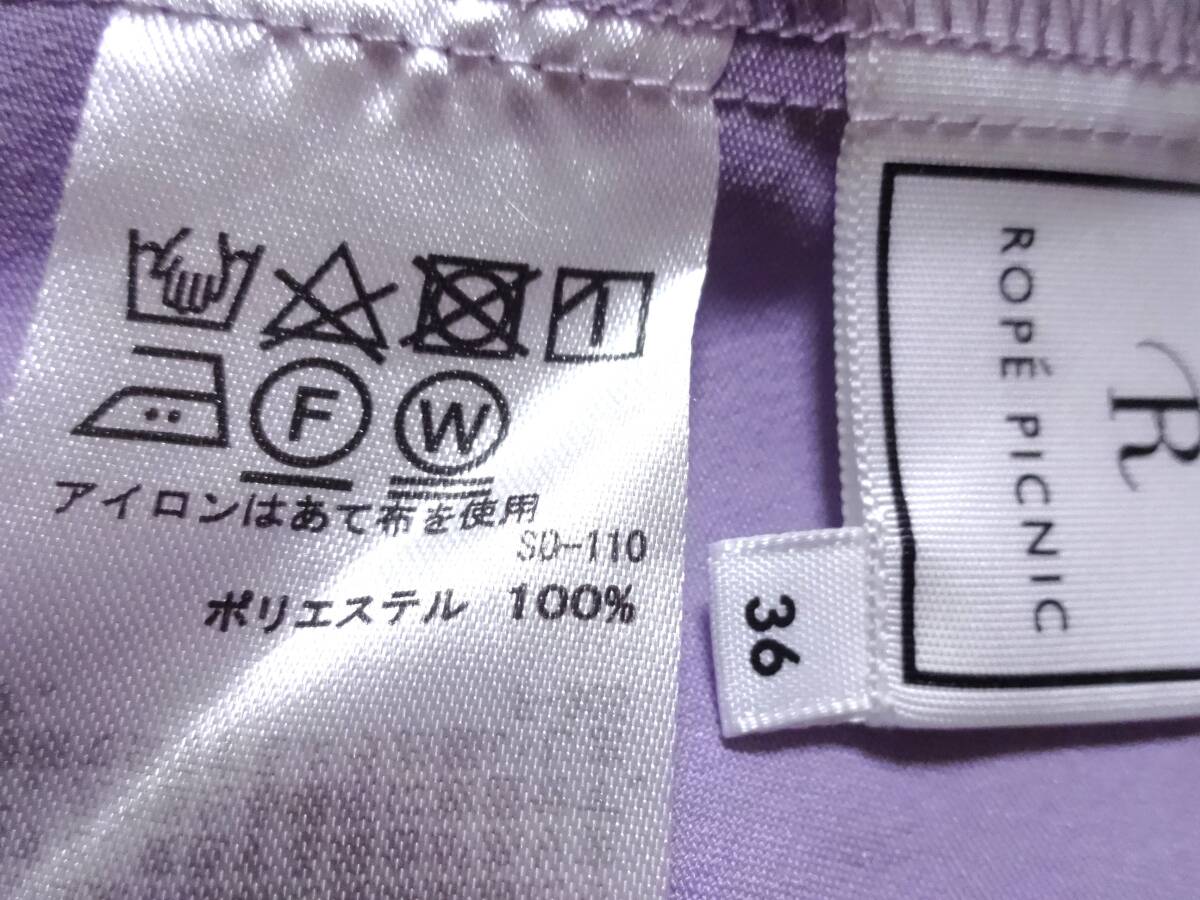 F W
アイロンはあて布を使用
SD-110
ポリエステル 100%
36
R
ROPÉ PICNIC